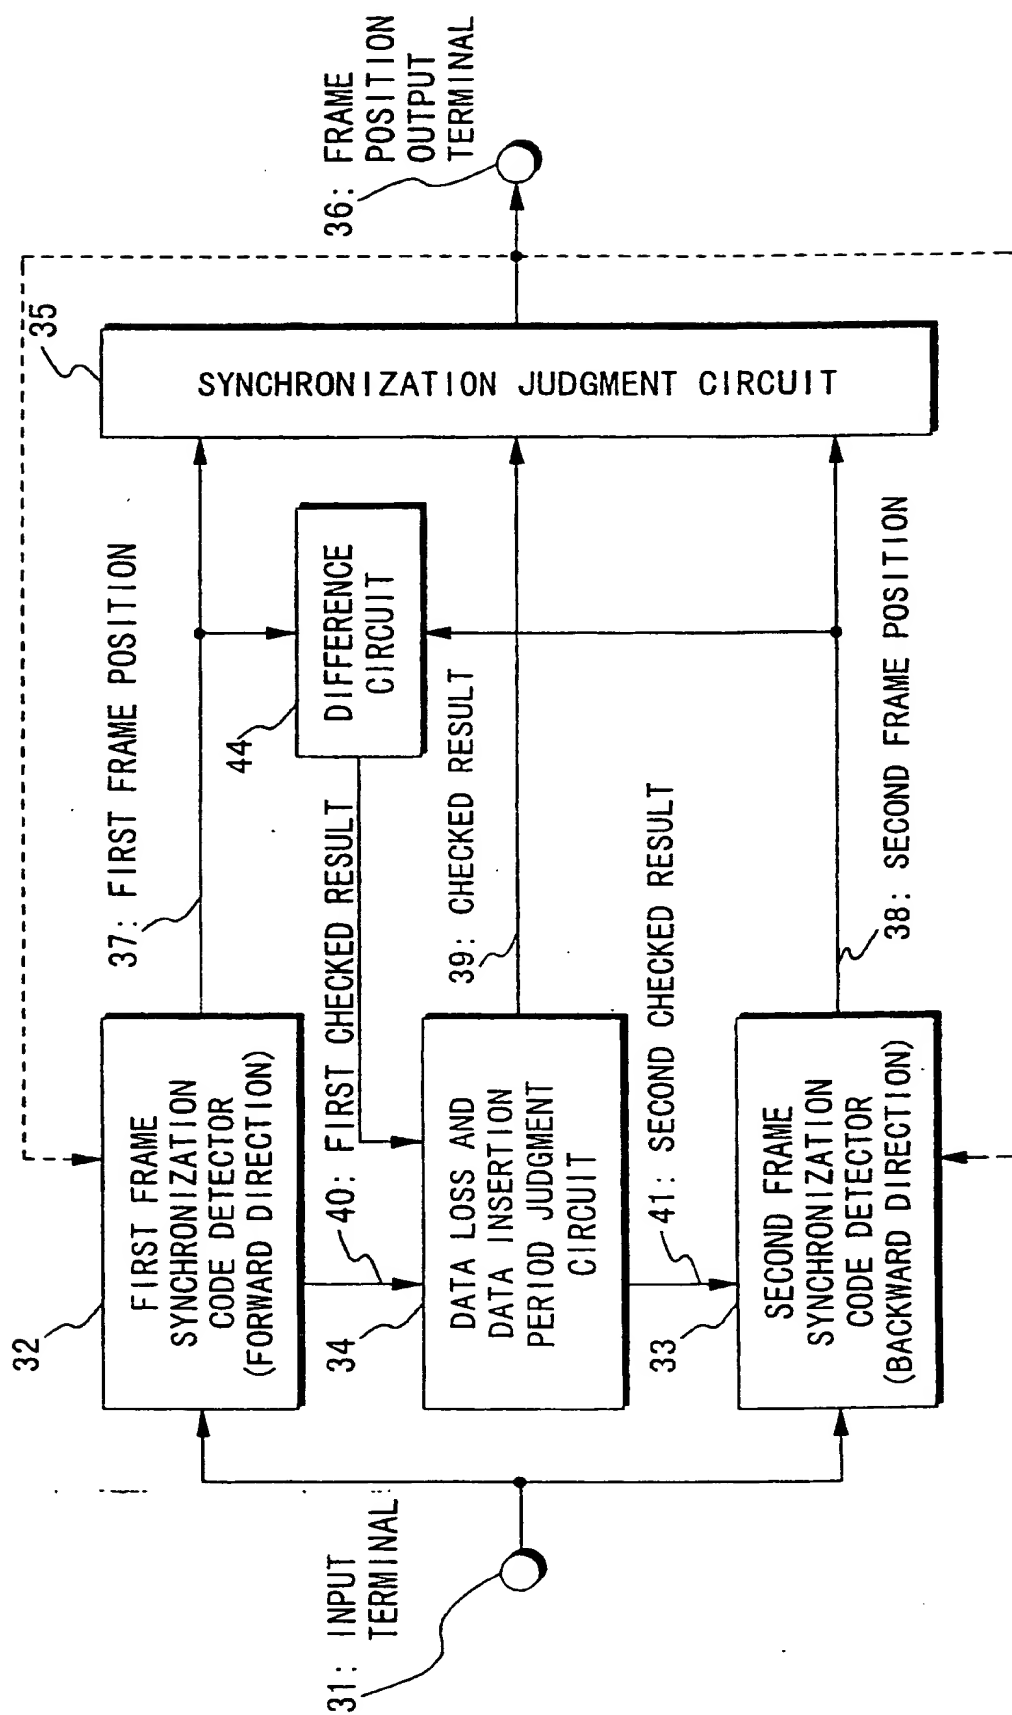 31: INPUT
TERMINAL
32
FIRST FRAME
SYNCHRONIZATION
CODE DETECTOR
(FORWARD DIRECTION)
37: FIRST FRAME POSITION
40: FIRST CHECKED RESULT
34
DATA LOSS AND
DATA INSERTION
PERIOD JUDGMENT
CIRCUIT
39: CHECKED RESULT
41: SECOND CHECKED RESULT
33
SECOND FRAME
SYNCHRONIZATION
CODE DETECTOR
(BACKWARD DIRECTION)
38: SECOND FRAME POSITION
44
DIFFERENCE
CIRCUIT
35
SYNCHRONIZATION JUDGMENT CIRCUIT
36: FRAME
POSITION
OUTPUT
TERMINAL